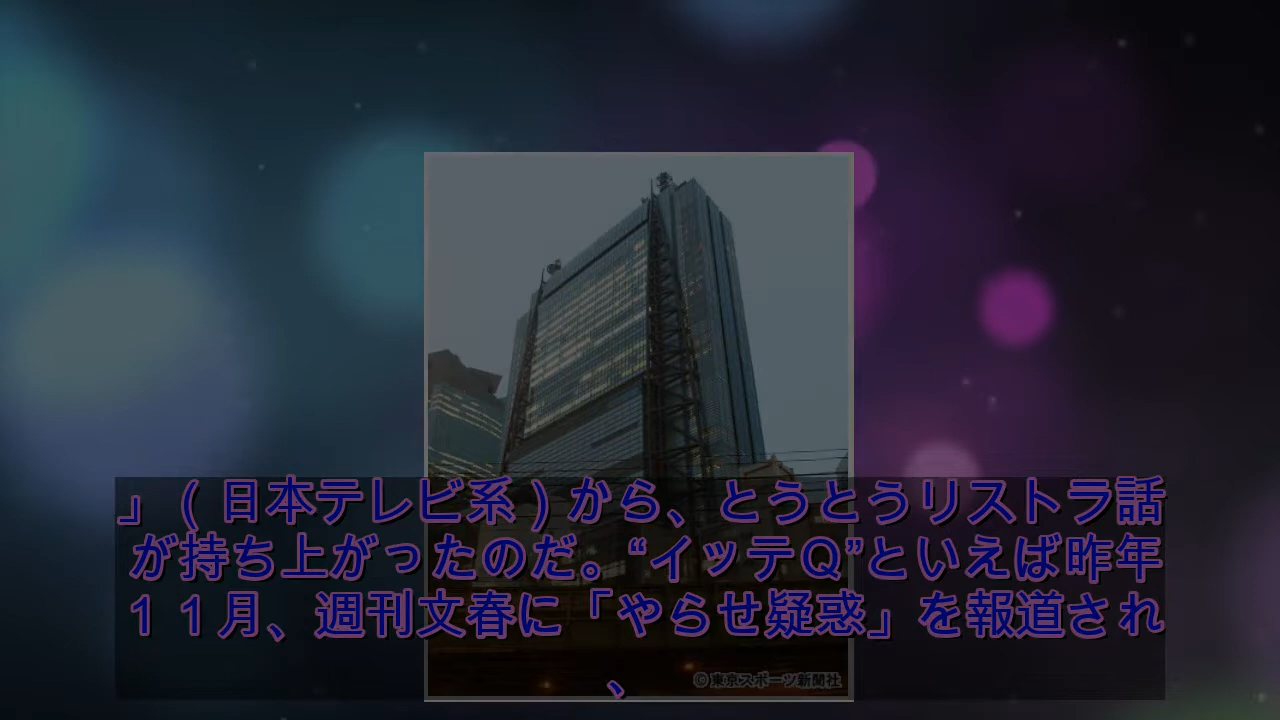 」(日本テレビ系)から、とうとうリストラ話
が持ち上がったのだ。“イッテＱ”といえば昨年
１１月、週刊文春に「やらせ疑惑」を報道され
、
©東京スポーツ新聞社